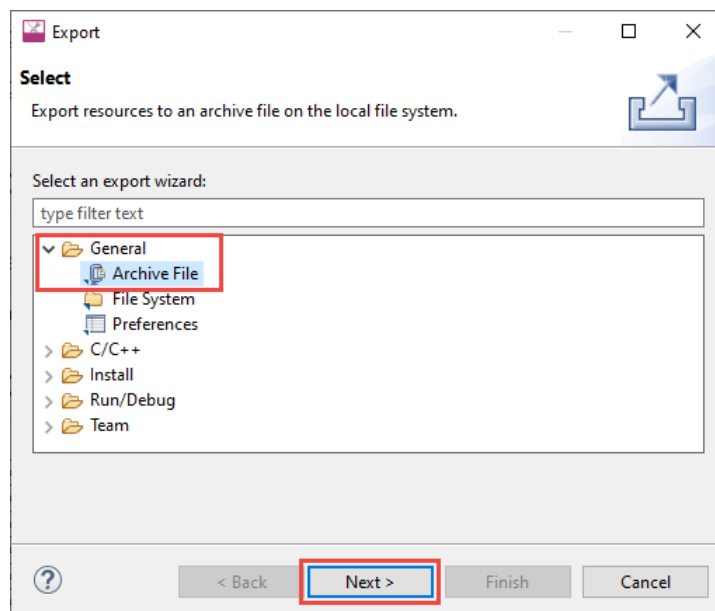 Export
Select
Export resources to an archive file on the local file system.
Select an export wizard:
type filter text
General
Archive File
File System
Preferences
C/C++
Install
Run/Debug
Team
?
< Back
Next >
Finish
Cancel